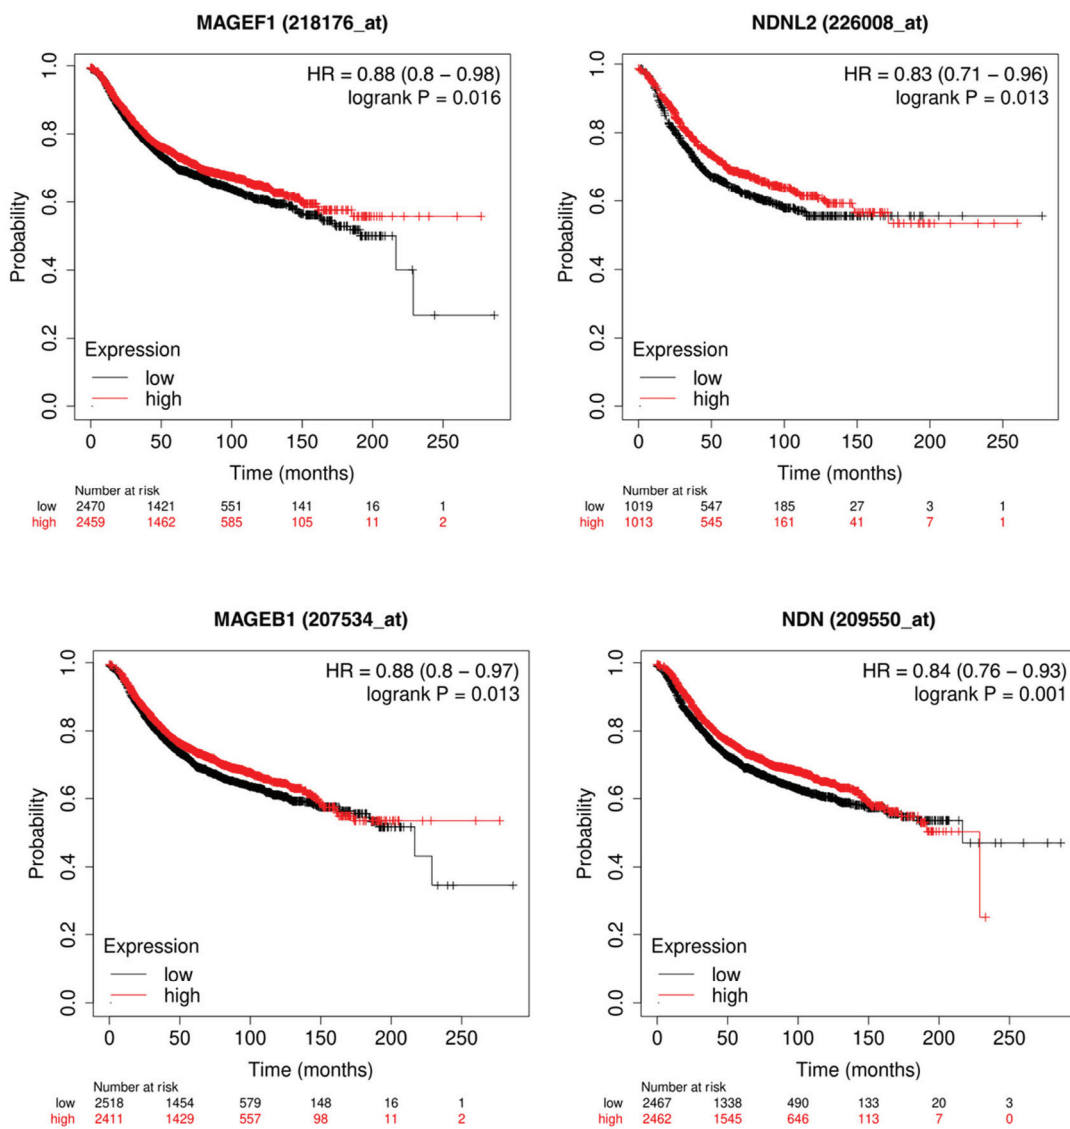 MAGEF1 (218176_at)
HR = 0.88 (0.8 − 0.98)
logrank P = 0.016
Probability
1.0
0.8
0.6
0.4
0.2
0.0
Expression
low
high
0 50 100 150 200 250
Time (months)
Number at risk
low 2470 1421 551 141 16 1
high 2459 1462 585 105 11 2
NDNL2 (226008_at)
HR = 0.83 (0.71 − 0.96)
logrank P = 0.013
Probability
1.0
0.8
0.6
0.4
0.2
0.0
Expression
low
high
0 50 100 150 200 250
Time (months)
Number at risk
low 1019 547 185 27 3 1
high 1013 545 161 41 7 1
MAGEB1 (207534_at)
HR = 0.88 (0.8 − 0.97)
logrank P = 0.013
Probability
1.0
0.8
0.6
0.4
0.2
0.0
Expression
low
high
0 50 100 150 200 250
Time (months)
Number at risk
low 2518 1454 579 148 16 1
high 2411 1429 557 98 11 2
NDN (209550_at)
HR = 0.84 (0.76 − 0.93)
logrank P = 0.001
Probability
1.0
0.8
0.6
0.4
0.2
0.0
Expression
low
high
0 50 100 150 200 250
Time (months)
Number at risk
low 2467 1338 490 133 20 3
high 2462 1545 646 113 7 0